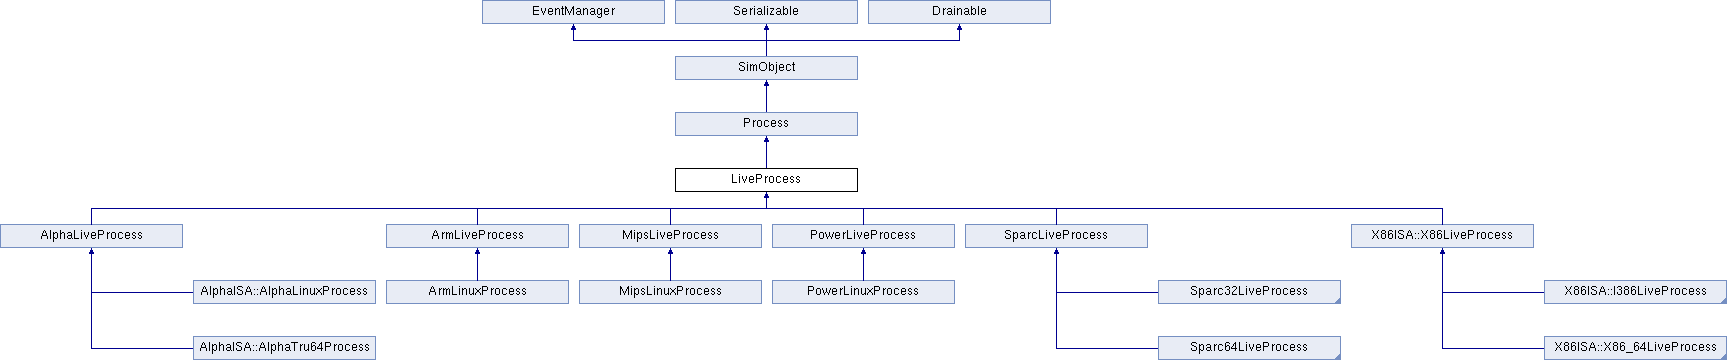 EventManager
Serializable
Drainable
SimObject
Process
LiveProcess
AlphaLiveProcess
ArmLiveProcess
MipsLiveProcess
PowerLiveProcess
SparcLiveProcess
X86ISA::X86LiveProcess
AlphaISA::AlphaLinuxProcess
ArmLinuxProcess
MipsLinuxProcess
PowerLinuxProcess
Sparc32LiveProcess
X86ISA::I386LiveProcess
AlphaISA::AlphaTru64Process
Sparc64LiveProcess
X86ISA::X86_64LiveProcess